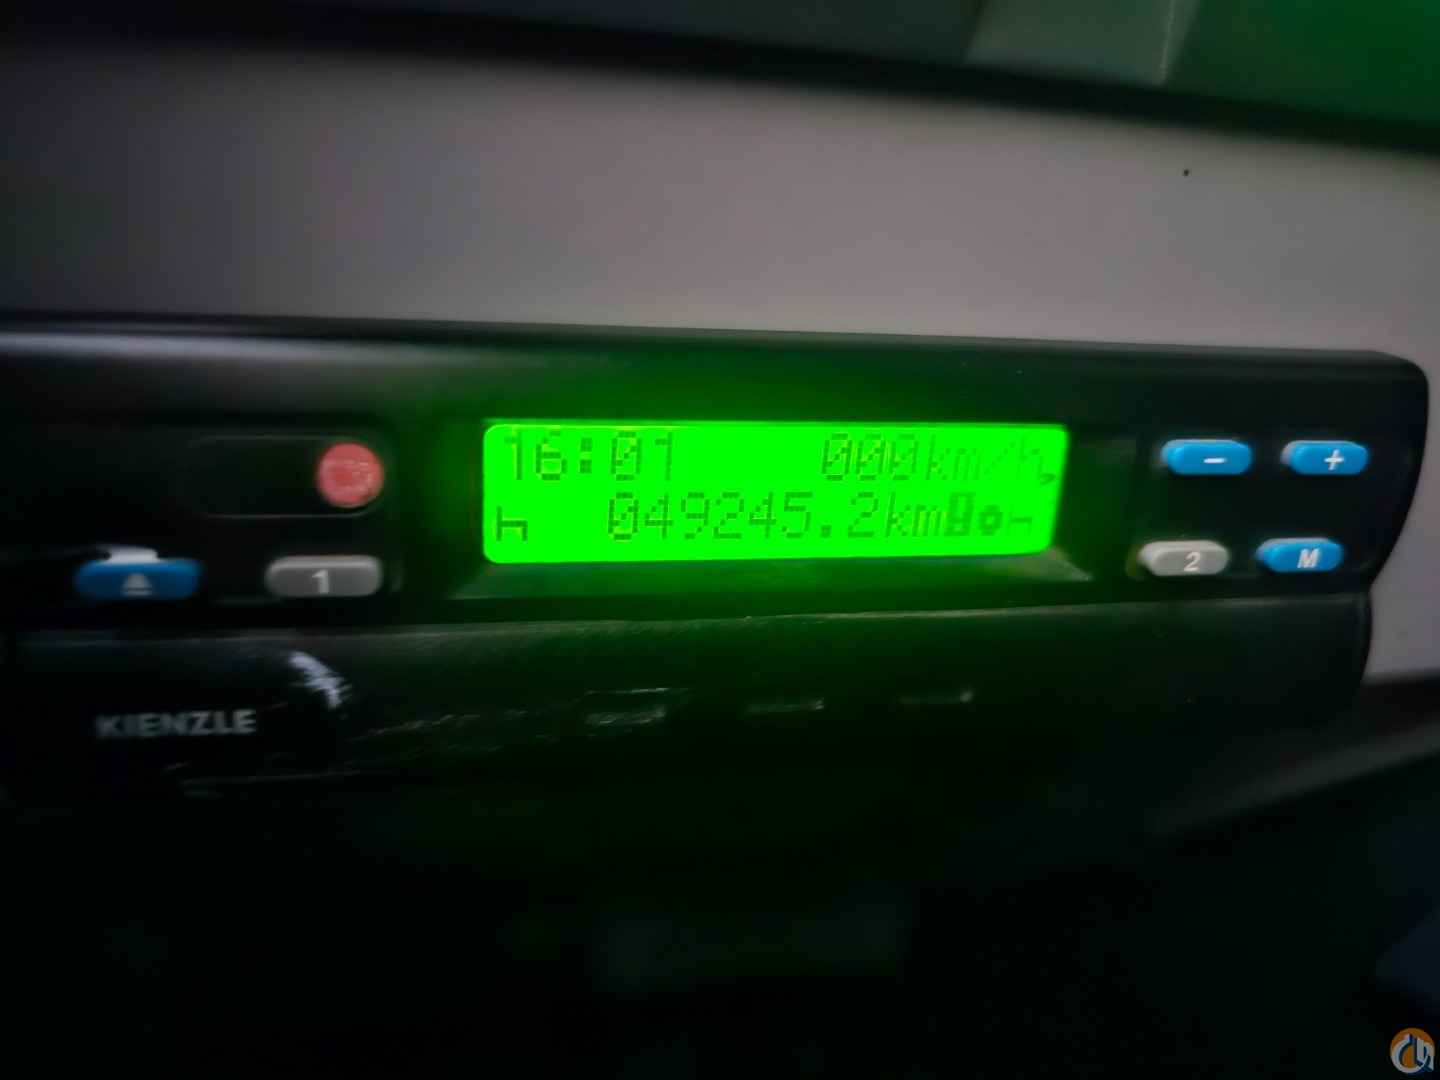 16:01 000km/h
049245.2km
- +
1
2 M
KIENZLE